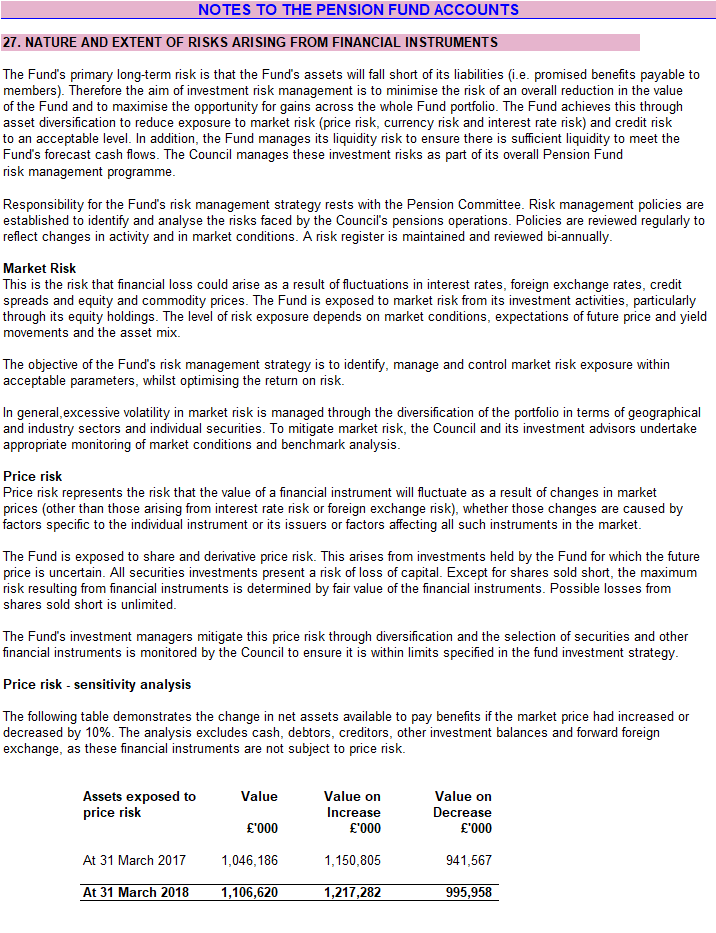 NOTES TO THE PENSION FUND ACCOUNTS
27. NATURE AND EXTENT OF RISKS ARISING FROM FINANCIAL INSTRUMENTS
The Fund's primary long-term risk is that the Fund's assets will fall short of its liabilities (i.e. promised benefits payable to
members). Therefore the aim of investment risk management is to minimise the risk of an overall reduction in the value
of the Fund and to maximise the opportunity for gains across the whole Fund portfolio. The Fund achieves this through
asset diversification to reduce exposure to market risk (price risk, currency risk and interest rate risk) and credit risk
to an acceptable level. In addition, the Fund manages its liquidity risk to ensure there is sufficient liquidity to meet the
Fund's forecast cash flows. The Council manages these investment risks as part of its overall Pension Fund
risk management programme.
Responsibility for the Fund's risk management strategy rests with the Pension Committee. Risk management policies are
established to identify and analyse the risks faced by the Council's pensions operations. Policies are reviewed regularly to
reflect changes in activity and in market conditions. A risk register is maintained and reviewed bi-annually.
Market Risk
This is the risk that financial loss could arise as a result of fluctuations in interest rates, foreign exchange rates, credit
spreads and equity and commodity prices. The Fund is exposed to market risk from its investment activities, particularly
through its equity holdings. The level of risk exposure depends on market conditions, expectations of future price and yield
movements and the asset mix.
The objective of the Fund's risk management strategy is to identify, manage and control market risk exposure within
acceptable parameters, whilst optimising the return on risk.
In general,excessive volatility in market risk is managed through the diversification of the portfolio in terms of geographical
and industry sectors and individual securities. To mitigate market risk, the Council and its investment advisors undertake
appropriate monitoring of market conditions and benchmark analysis.
Price risk
Price risk represents the risk that the value of a financial instrument will fluctuate as a result of changes in market
prices (other than those arising from interest rate risk or foreign exchange risk), whether those changes are caused by
factors specific to the individual instrument or its issuers or factors affecting all such instruments in the market.
The Fund is exposed to share and derivative price risk. This arises from investments held by the Fund for which the future
price is uncertain. All securities investments present a risk of loss of capital. Except for shares sold short, the maximum
risk resulting from financial instruments is determined by fair value of the financial instruments. Possible losses from
shares sold short is unlimited.
The Fund's investment managers mitigate this price risk through diversification and the selection of securities and other
financial instruments is monitored by the Council to ensure it is within limits specified in the fund investment strategy.
Price risk - sensitivity analysis
The following table demonstrates the change in net assets available to pay benefits if the market price had increased or
decreased by 10%. The analysis excludes cash, debtors, creditors, other investment balances and forward foreign
exchange, as these financial instruments are not subject to price risk.
Assets exposed to Value Value on Value on
price risk Increase Decrease
£'000 £'000 £'000
At 31 March 2017 1,046,186 1,150,805 941,567
At 31 March 2018 1,106,620 1,217,282 995,958